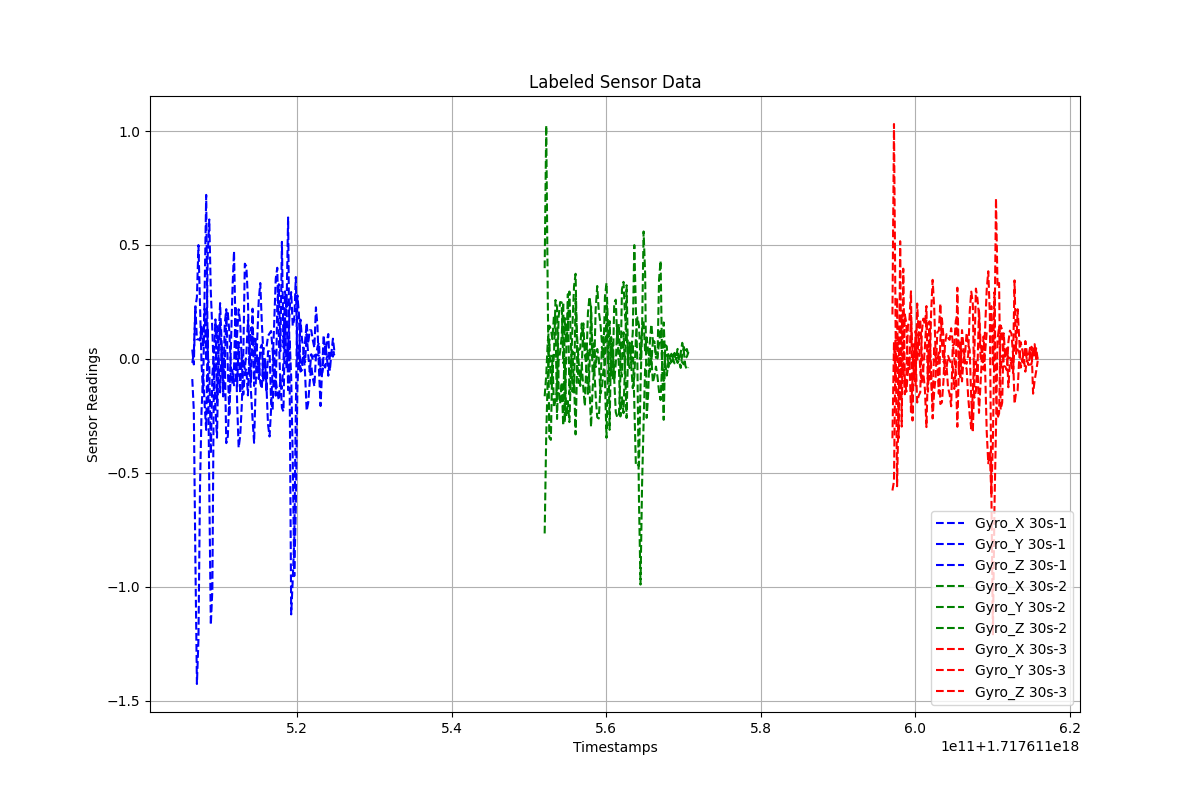 Labeled Sensor Data
Sensor Readings
1.0
0.5
0.0
−0.5
−1.0
−1.5
5.2
5.4
5.6
5.8
6.0
6.2
Timestamps
1e11+1.717611e18
Gyro_X 30s-1
Gyro_Y 30s-1
Gyro_Z 30s-1
Gyro_X 30s-2
Gyro_Y 30s-2
Gyro_Z 30s-2
Gyro_X 30s-3
Gyro_Y 30s-3
Gyro_Z 30s-3